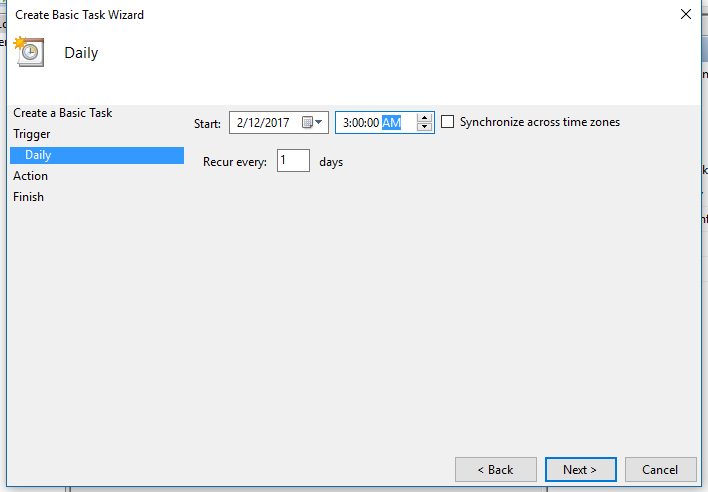 Create Basic Task Wizard
Daily
Create a Basic Task
Trigger
Daily
Action
Finish
Start: 2/12/2017 3:00:00 AM Synchronize across time zones
Recur every: 1 days
< Back Next > Cancel